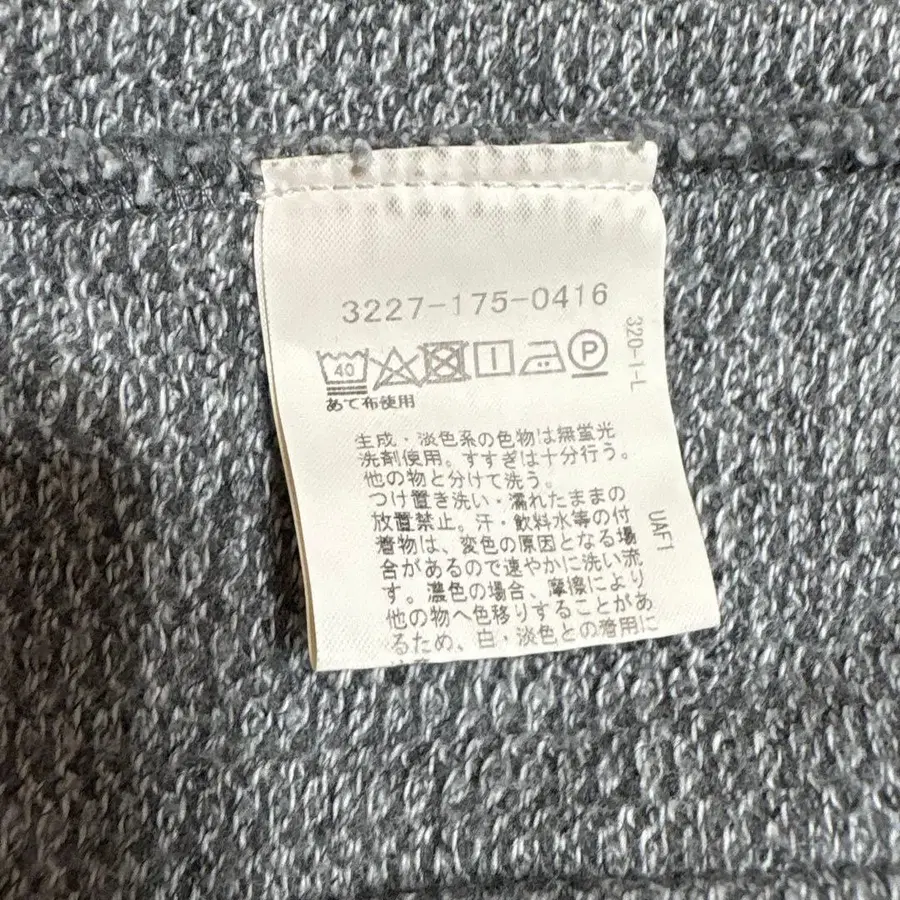 3227-175-0416
40 P
あて布使用
生成・淡色系の色物は無蛍光
洗剤使用。すすぎは十分行う。
他の物と分けて洗う。
つけ置き洗い・濡れたままの
放置禁止。汗・飲料水等の付
着物は、変色の原因となる場
合があるので速やかに洗い流
す。濃色の場合、摩擦により
他の物へ色移りすることがあ
るため、白・淡色との着用に
320-1-L
UAF1